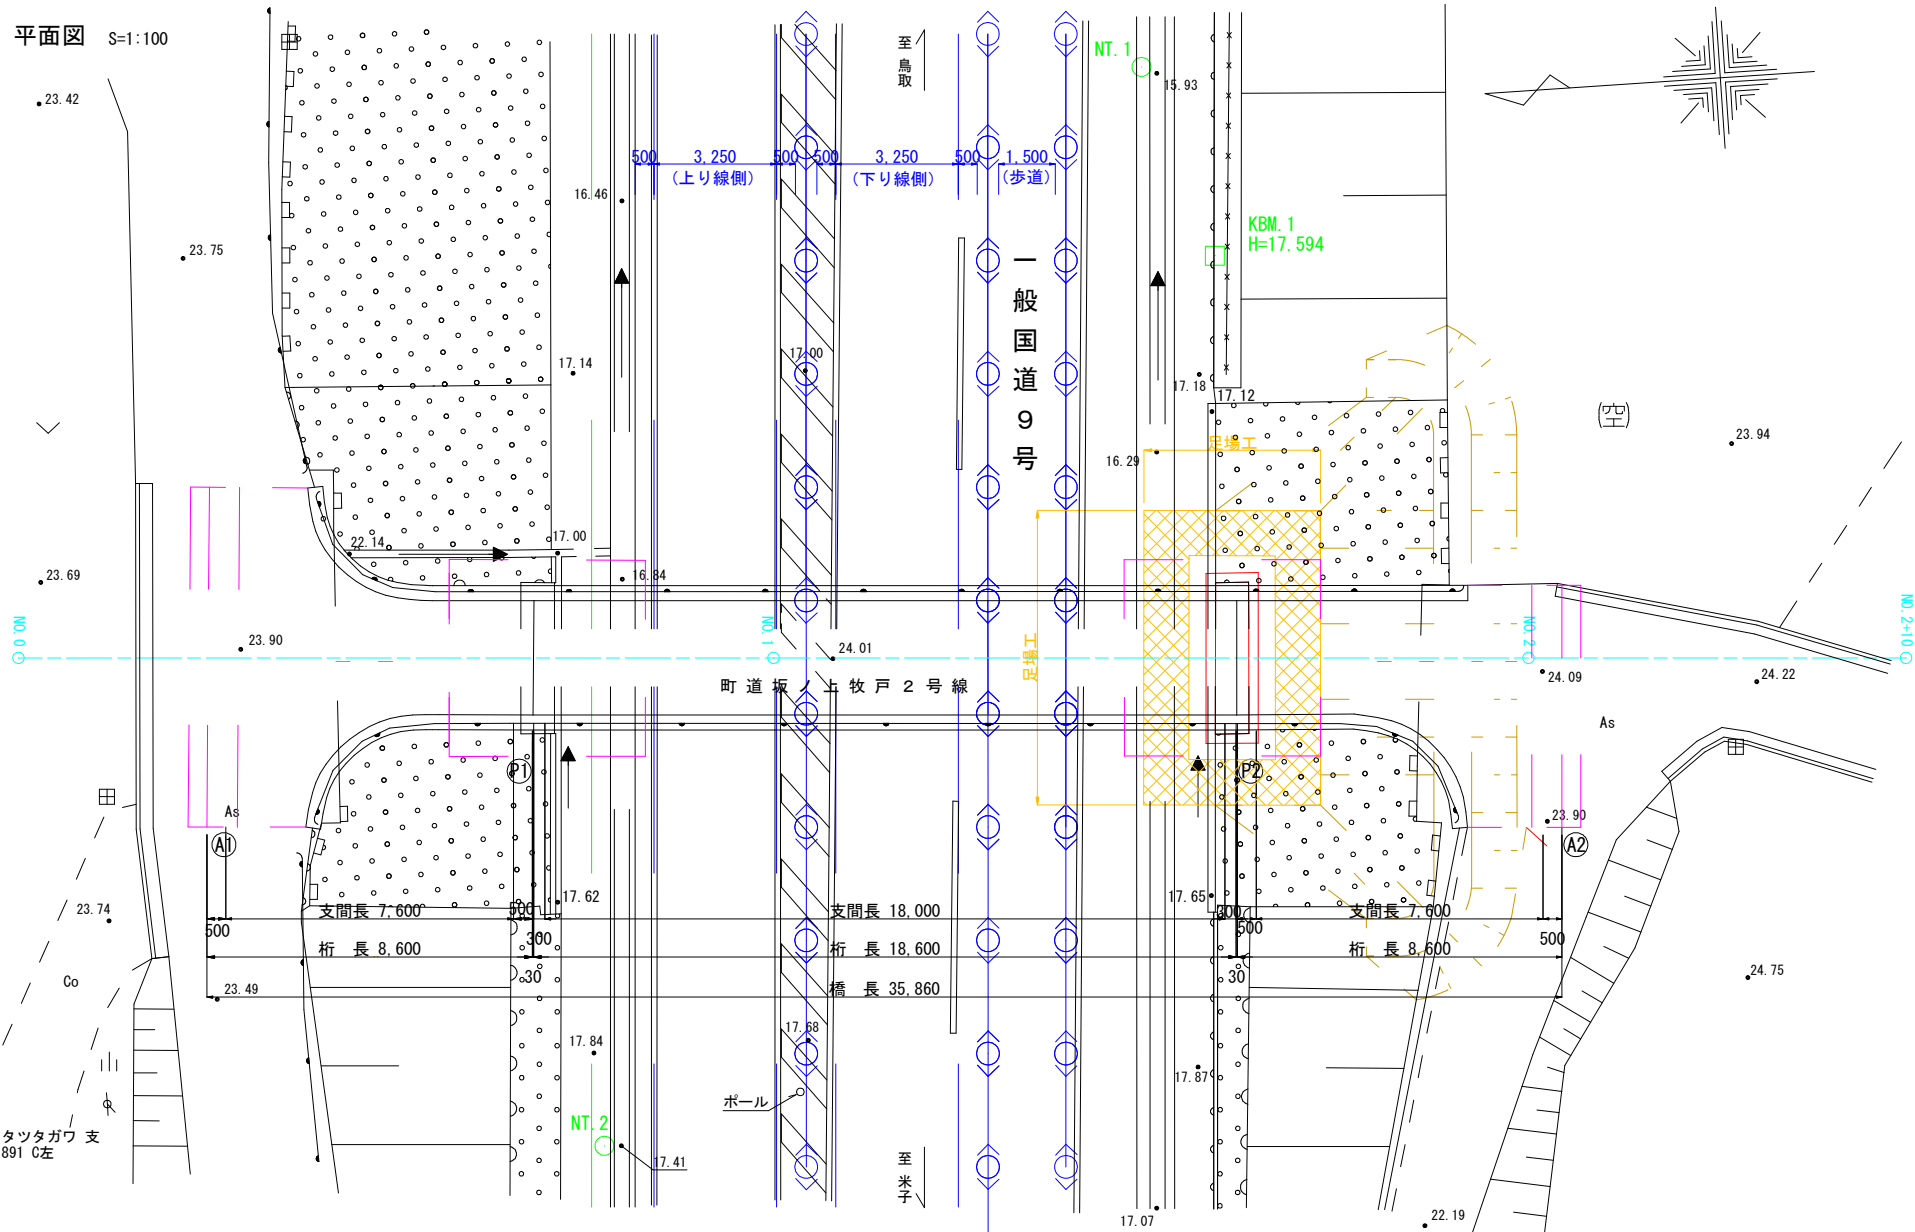 平面図 S=1:100
至 鳥取
NT.1
15.93
23.42
500 3,250 500 500 3,250 500 1,500
(上り線側) (下り線側) (歩道)
16.46
KBM.1
H=17.594
23.75
一般国道９号
17.00
17.14
17.18
17.12
(空)
23.94
足場工
16.29
22.14
17.00
16.84
23.69
NO.0
NO.1
NO.2
NO.2+10
23.90
24.01
足場工
24.09
24.22
町道坂ノ上牧戸２号線
As
P1
P2
As
A1
23.90
A2
23.74
17.62
17.65
支間長 7,600 500 支間長 18,000 300 支間長 7,600
500 300 500 500
桁 長 8,600 桁 長 18,600 桁 長 8,600
30 30
Co
24.75
橋 長 35,860
23.49
17.84
17.68
17.87
ポール
NT.2
タツタガワ 支
891 C左
17.41
至 米子
17.07
22.19